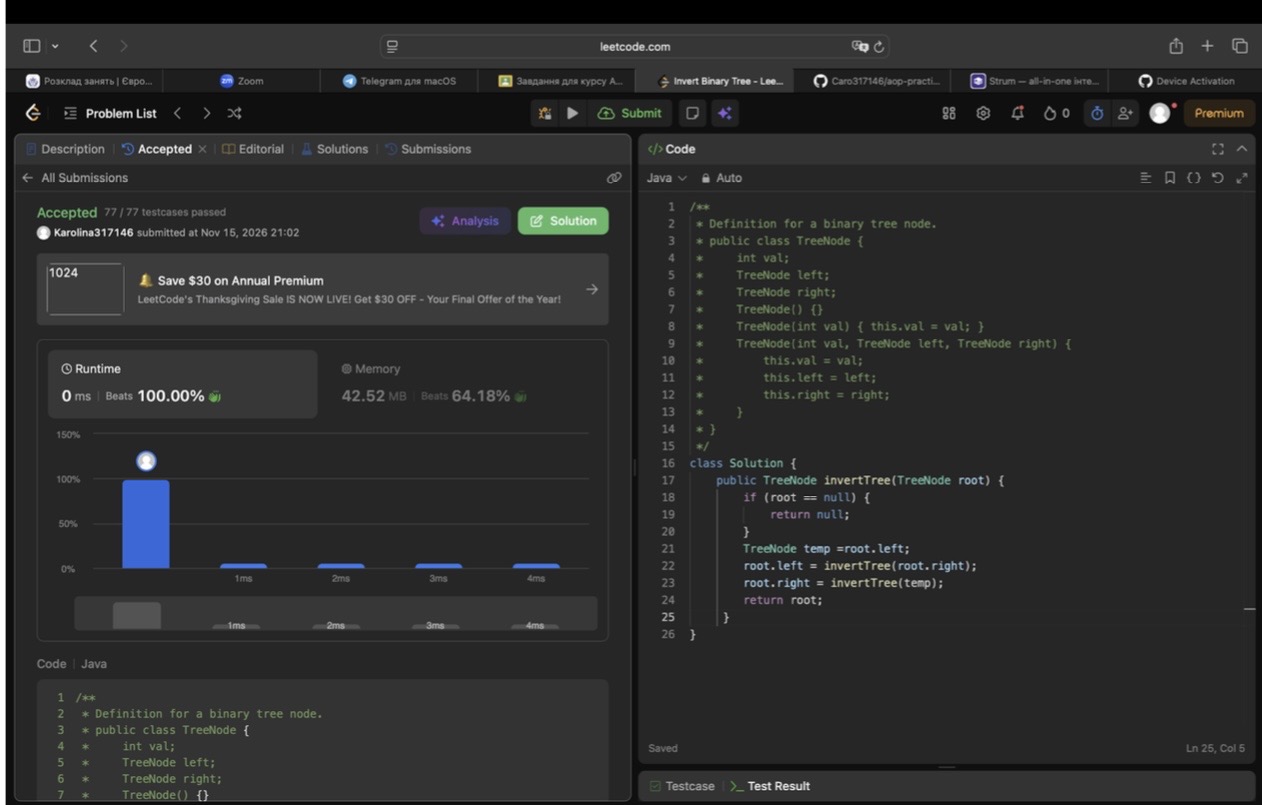 leetcode.com
Розклад занять | Євро...
zm Zoom
Telegram для macOS
Завдання для курсу А...
Invert Binary Tree - Lee...
Caro317146/aop-practi...
Strum — all-in-one інте...
Device Activation
Problem List
Submit
0
Premium
Description
Accepted
Editorial
Solutions
Submissions
All Submissions
Accepted 77 / 77 testcases passed
Karolina317146 submitted at Nov 15, 2026 21:02
Analysis
Solution
1024
Save $30 on Annual Premium
LeetCode's Thanksgiving Sale IS NOW LIVE! Get $30 OFF - Your Final Offer of the Year!
Runtime
0 ms | Beats 100.00%
Memory
42.52 MB | Beats 64.18%
150%
100%
50%
0%
1ms 2ms 3ms 4ms
1ms 2ms 3ms 4ms
Code | Java
1 /**
2  * Definition for a binary tree node.
3  * public class TreeNode {
4  *     int val;
5  *     TreeNode left;
6  *     TreeNode right;
7  *     TreeNode() {}
</>Code
Java
Auto
1 /**
2  * Definition for a binary tree node.
3  * public class TreeNode {
4  *     int val;
5  *     TreeNode left;
6  *     TreeNode right;
7  *     TreeNode() {}
8  *     TreeNode(int val) { this.val = val; }
9  *     TreeNode(int val, TreeNode left, TreeNode right) {
10  *         this.val = val;
11  *         this.left = left;
12  *         this.right = right;
13  *     }
14  * }
15  */
16 class Solution {
17     public TreeNode invertTree(TreeNode root) {
18         if (root == null) {
19             return null;
20         }
21         TreeNode temp =root.left;
22         root.left = invertTree(root.right);
23         root.right = invertTree(temp);
24         return root;
25      }
26 }
Saved
Ln 25, Col 5
Testcase
Test Result